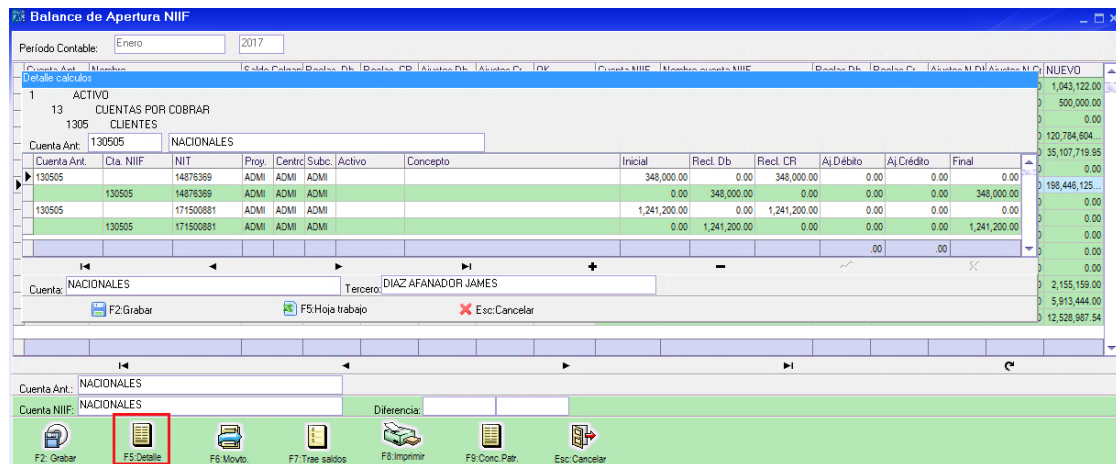 Balance de Apertura NIIF
Período Contable: Enero 2017
NUEVO
Detalle calculos
1 ACTIVO 1,043,122.00
13 CUENTAS POR COBRAR 500,000.00
1305 CLIENTES 0.00
Cuenta Ant: 130505 NACIONALES 120,784,604...
Cuenta Ant. Cta. NIIF NIT Proy. Centro Subc. Activo Concepto Inicial Recl. Db Recl. CR Aj.Débito Aj.Crédito Final 35,107,719.95
130505 14876369 ADMI ADMI ADMI 348,000.00 0.00 348,000.00 0.00 0.00 0.00 0.00
130505 14876369 ADMI ADMI ADMI 0.00 348,000.00 0.00 0.00 0.00 348,000.00 198,446,125...
130505 171500881 ADMI ADMI ADMI 1,241,200.00 0.00 1,241,200.00 0.00 0.00 0.00 0.00
130505 171500881 ADMI ADMI ADMI 0.00 1,241,200.00 0.00 0.00 0.00 1,241,200.00 0.00
0.00
.00 .00 0.00
0.00
Cuenta: NACIONALES Tercero: DIAZ AFANADOR JAMES 2,155,159.00
F2:Grabar F5:Hoja trabajo Esc:Cancelar 5,913,444.00
12,528,987.54
Cuenta Ant.: NACIONALES
Cuenta NIIF: NACIONALES Diferencia:
F2: Grabar F5:Detalle F6:Movto. F7:Trae saldos F8:Imprimir F9:Conc.Patr. Esc:Cancelar